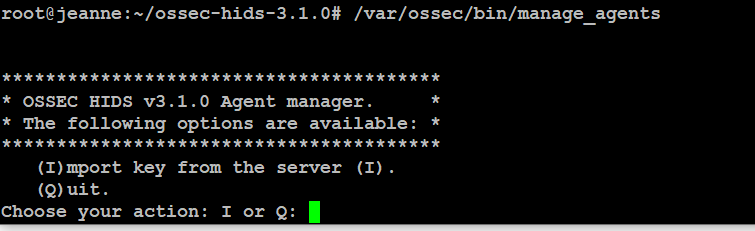 root@jeanne:~/ossec-hids-3.1.0# /var/ossec/bin/manage_agents
****************************************
* OSSEC HIDS v3.1.0 Agent manager.     *
* The following options are available: *
****************************************
   (I)mport key from the server (I).
   (Q)uit.
Choose your action: I or Q: